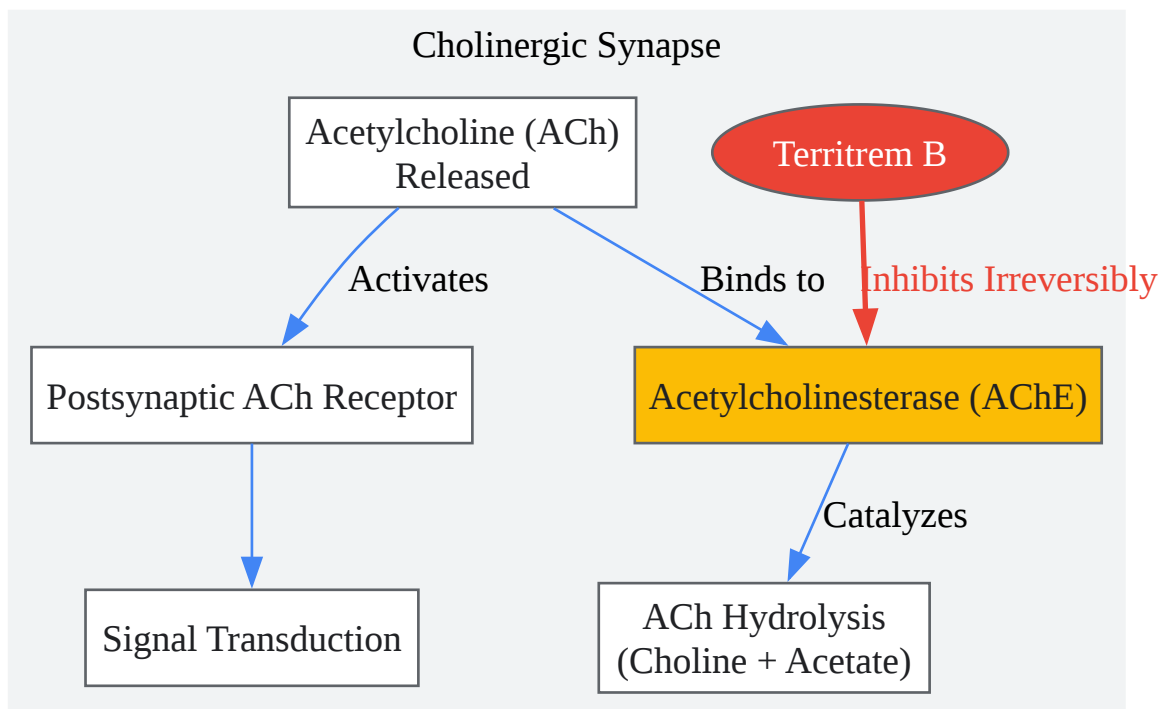 Cholinergic Synapse
Acetylcholine (ACh)
Released
Territrem B
Activates
Binds to
Inhibits Irreversibly
Postsynaptic ACh Receptor
Acetylcholinesterase (AChE)
Catalyzes
Signal Transduction
ACh Hydrolysis
(Choline + Acetate)